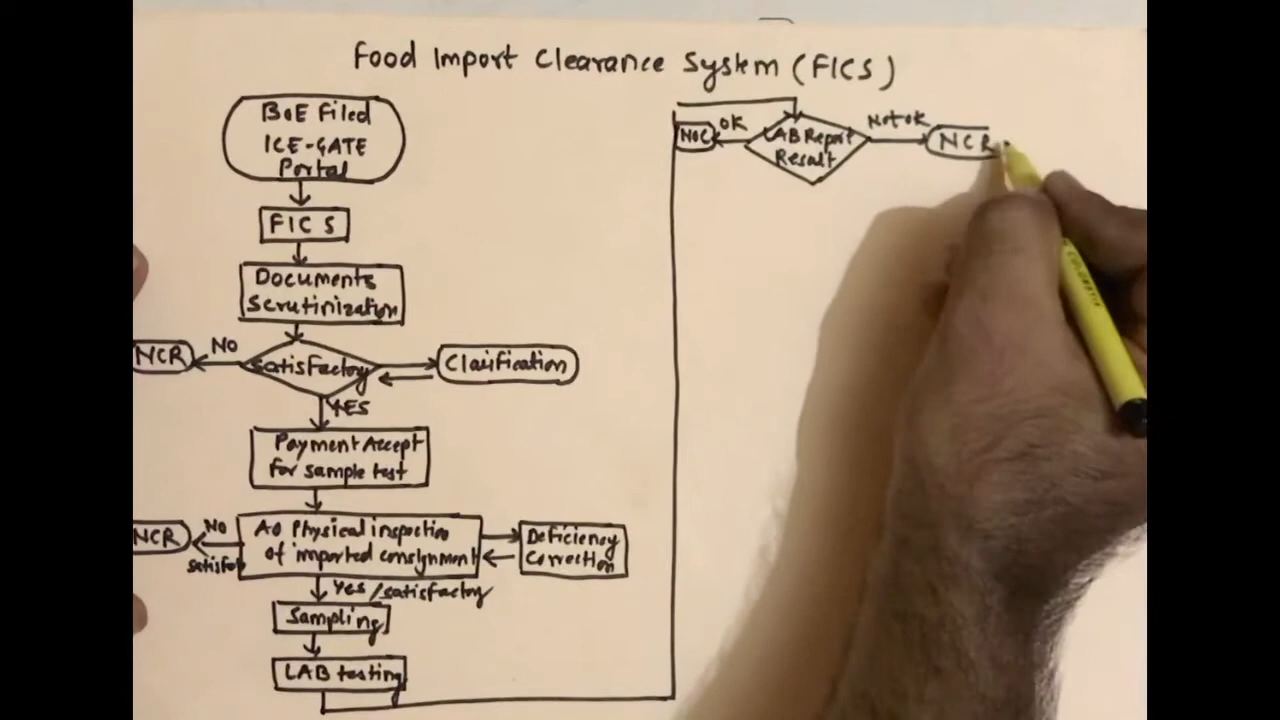 Food Import Clearance System (FICS)
BOE Filed
ICE-GATE
Portal
FICS
Documents
Scrutinization
NCR
NO
Satisfactory
Clarification
YES
Payment Accept
For sample test
NCR
NO
AO Physical inspection
of imported consignment
Deficiency
Correction
Yes/satisfactory
Sampling
LAB testing
NOC
OK
LAB Report
Result
Not ok
NCR